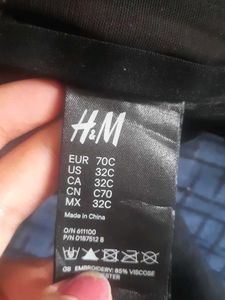 H&M
EUR 70C
US 32C
CA 32C
CN C70
MX 32C
Made in China
O/N 611100
P/N 0187512 8
GB EMBROIDERY: 85% VISCOSE